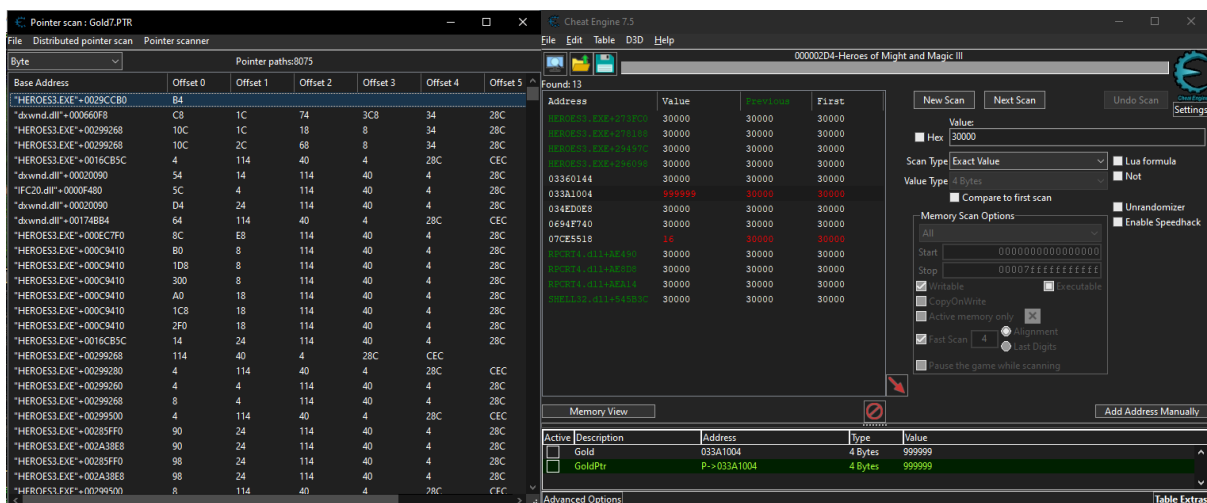 Pointer scan : Gold7.PTR
File Distributed pointer scan Pointer scanner
Byte Pointer paths:8075
Base Address Offset 0 Offset 1 Offset 2 Offset 3 Offset 4 Offset 5
"HEROES3.EXE"+0029CCB0 B4
"dxwnd.dll"+000660F8 C8 1C 74 3C8 34 28C
"HEROES3.EXE"+00299268 10C 1C 18 8 34 28C
"HEROES3.EXE"+00299268 10C 2C 68 8 34 28C
"HEROES3.EXE"+0016CB5C 4 114 40 4 28C CEC
"dxwnd.dll"+00020090 54 14 114 40 4 28C
"IFC20.dll"+0000F480 5C 4 114 40 4 28C
"dxwnd.dll"+00020090 D4 24 114 40 4 28C
"dxwnd.dll"+00174BB4 64 114 40 4 28C CEC
"HEROES3.EXE"+000EC7F0 8C E8 114 40 4 28C
"HEROES3.EXE"+000C9410 B0 8 114 40 4 28C
"HEROES3.EXE"+000C9410 1D8 8 114 40 4 28C
"HEROES3.EXE"+000C9410 300 8 114 40 4 28C
"HEROES3.EXE"+000C9410 A0 18 114 40 4 28C
"HEROES3.EXE"+000C9410 1C8 18 114 40 4 28C
"HEROES3.EXE"+000C9410 2F0 18 114 40 4 28C
"HEROES3.EXE"+0016CB5C 14 24 114 40 4 28C
"HEROES3.EXE"+00299268 114 40 4 28C CEC
"HEROES3.EXE"+00299280 4 114 40 4 28C CEC
"HEROES3.EXE"+00299260 4 4 114 40 4 28C
"HEROES3.EXE"+00299268 8 4 114 40 4 28C
"HEROES3.EXE"+00299500 4 114 40 4 28C CEC
"HEROES3.EXE"+00285FF0 90 24 114 40 4 28C
"HEROES3.EXE"+002A38E8 90 24 114 40 4 28C
"HEROES3.EXE"+00285FF0 98 24 114 40 4 28C
"HEROES3.EXE"+002A38E8 98 24 114 40 4 28C
"HEROES3.EXE"+00299500 8 114 40 4 28C CEC
Cheat Engine 7.5
File Edit Table D3D Help
000002D4-Heroes of Might and Magic III
Found: 13
Address Value Previous First
HEROES3.EXE+273FC0 30000 30000 30000
HEROES3.EXE+278188 30000 30000 30000
HEROES3.EXE+29497C 30000 30000 30000
HEROES3.EXE+296098 30000 30000 30000
03360144 30000 30000 30000
033A1004 999999 30000 30000
034ED0E8 30000 30000 30000
0694F740 30000 30000 30000
07CE5518 16 30000 30000
RPCRT4.dll+AE490 30000 30000 30000
RPCRT4.dll+AE8D8 30000 30000 30000
RPCRT4.dll+AEA14 30000 30000 30000
SHELL32.dll+545B3C 30000 30000 30000
New Scan Next Scan Undo Scan
Cheat Engine
Settings
Value:
Hex 30000
Scan Type Exact Value
Lua formula
Value Type 4 Bytes
Not
Compare to first scan
Unrandomizer
Enable Speedhack
Memory Scan Options
All
Start 0000000000000000
Stop 00007fffffffffff
Writable Executable
CopyOnWrite
Active memory only
Fast Scan 4 Alignment
Last Digits
Pause the game while scanning
Memory View
Add Address Manually
Active Description Address Type Value
Gold 033A1004 4 Bytes 999999
GoldPtr P->033A1004 4 Bytes 999999
Advanced Options Table Extras